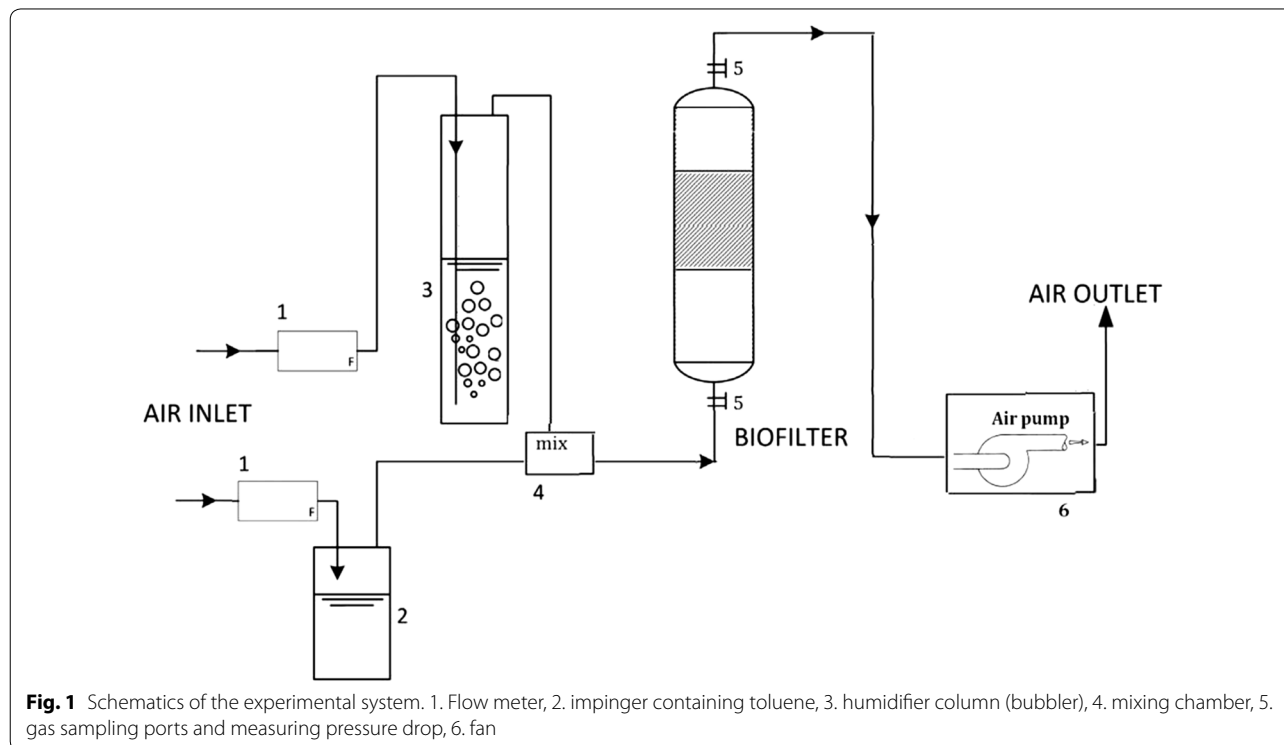 5
3
1
F
AIR INLET
AIR OUTLET
5
BIOFILTER
Air pump
mix
4
1
F
6
2
Fig. 1 Schematics of the experimental system. 1. Flow meter, 2. impinger containing toluene, 3. humidifier column (bubbler), 4. mixing chamber, 5.
gas sampling ports and measuring pressure drop, 6. fan